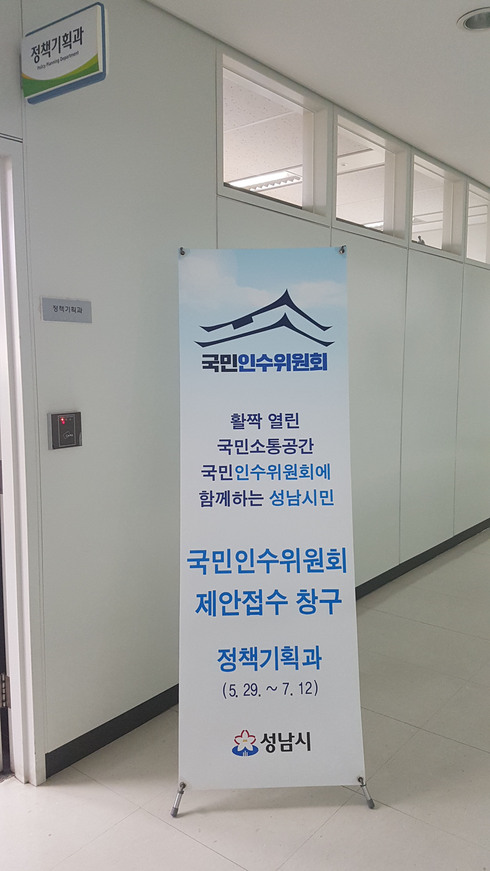 정책기획과
Policy Planning Department
정책기획과
국민인수위원회
활짝 열린
국민소통공간
국민인수위원회에
함께하는 성남시민
국민인수위원회
제안접수 창구
정책기획과
(5. 29. ~ 7. 12)
성남시